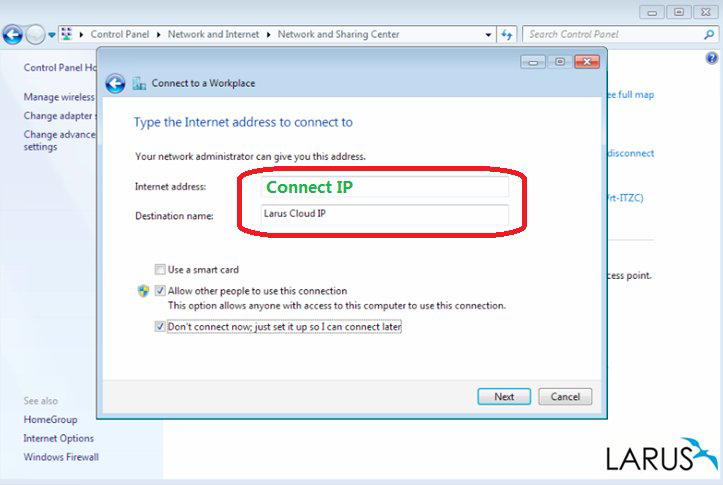 Control Panel ▸ Network and Internet ▸ Network and Sharing Center
Search Control Panel
Control Panel Ho
Manage wireless
Change adapter s
Change advance
settings
See also
HomeGroup
Internet Options
Windows Firewall
Connect to a Workplace
Type the Internet address to connect to
Your network administrator can give you this address.
Internet address:
Connect IP
Destination name:
Larus Cloud IP
Use a smart card
Allow other people to use this connection
This option allows anyone with access to this computer to use this connection.
Don't connect now; just set it up so I can connect later
Next
Cancel
ee full map
disconnect
rt-ITZC)
cess point.
LARUS